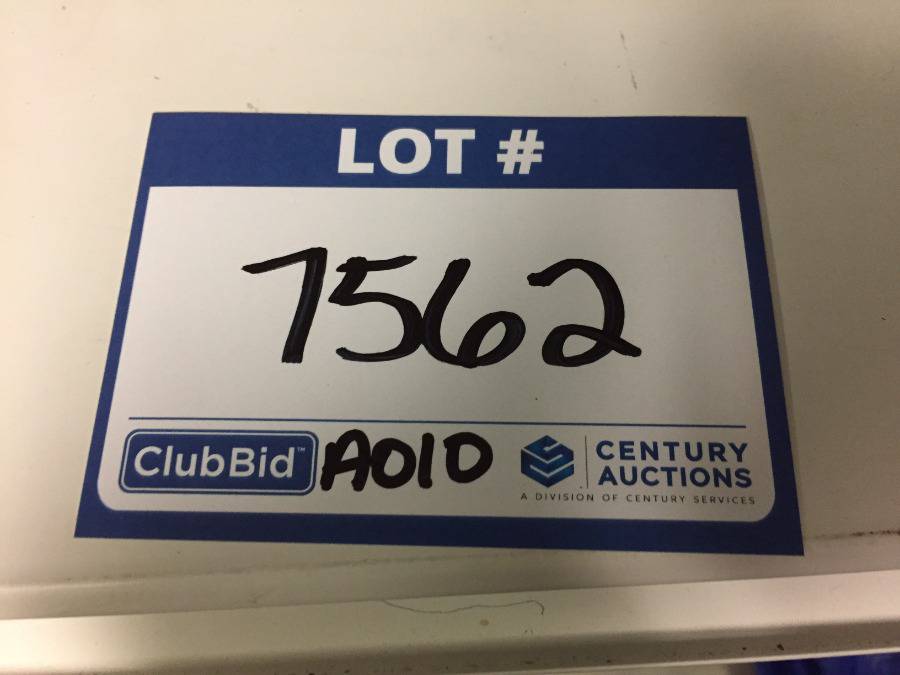 LOT #
7562
ClubBid™ A010 CENTURY AUCTIONS
A DIVISION OF CENTURY SERVICES